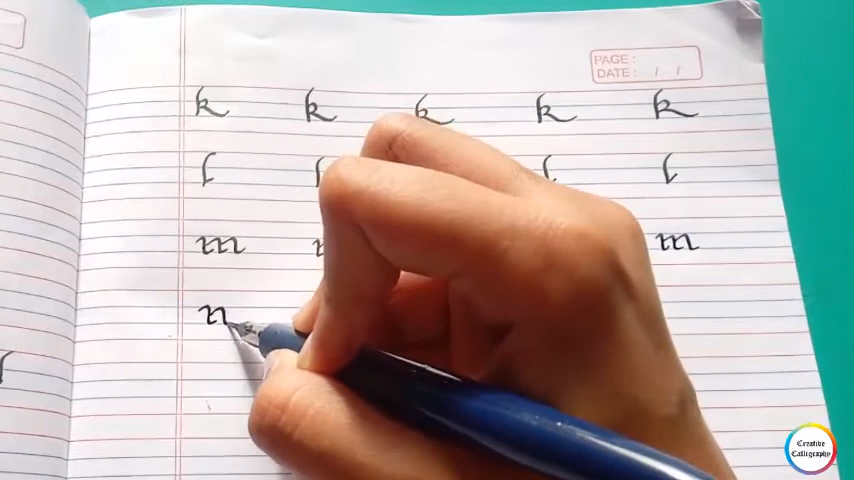 PAGE :
DATE : / /
k k k k k
l l l l
m m
n
Creative
Calligraphy